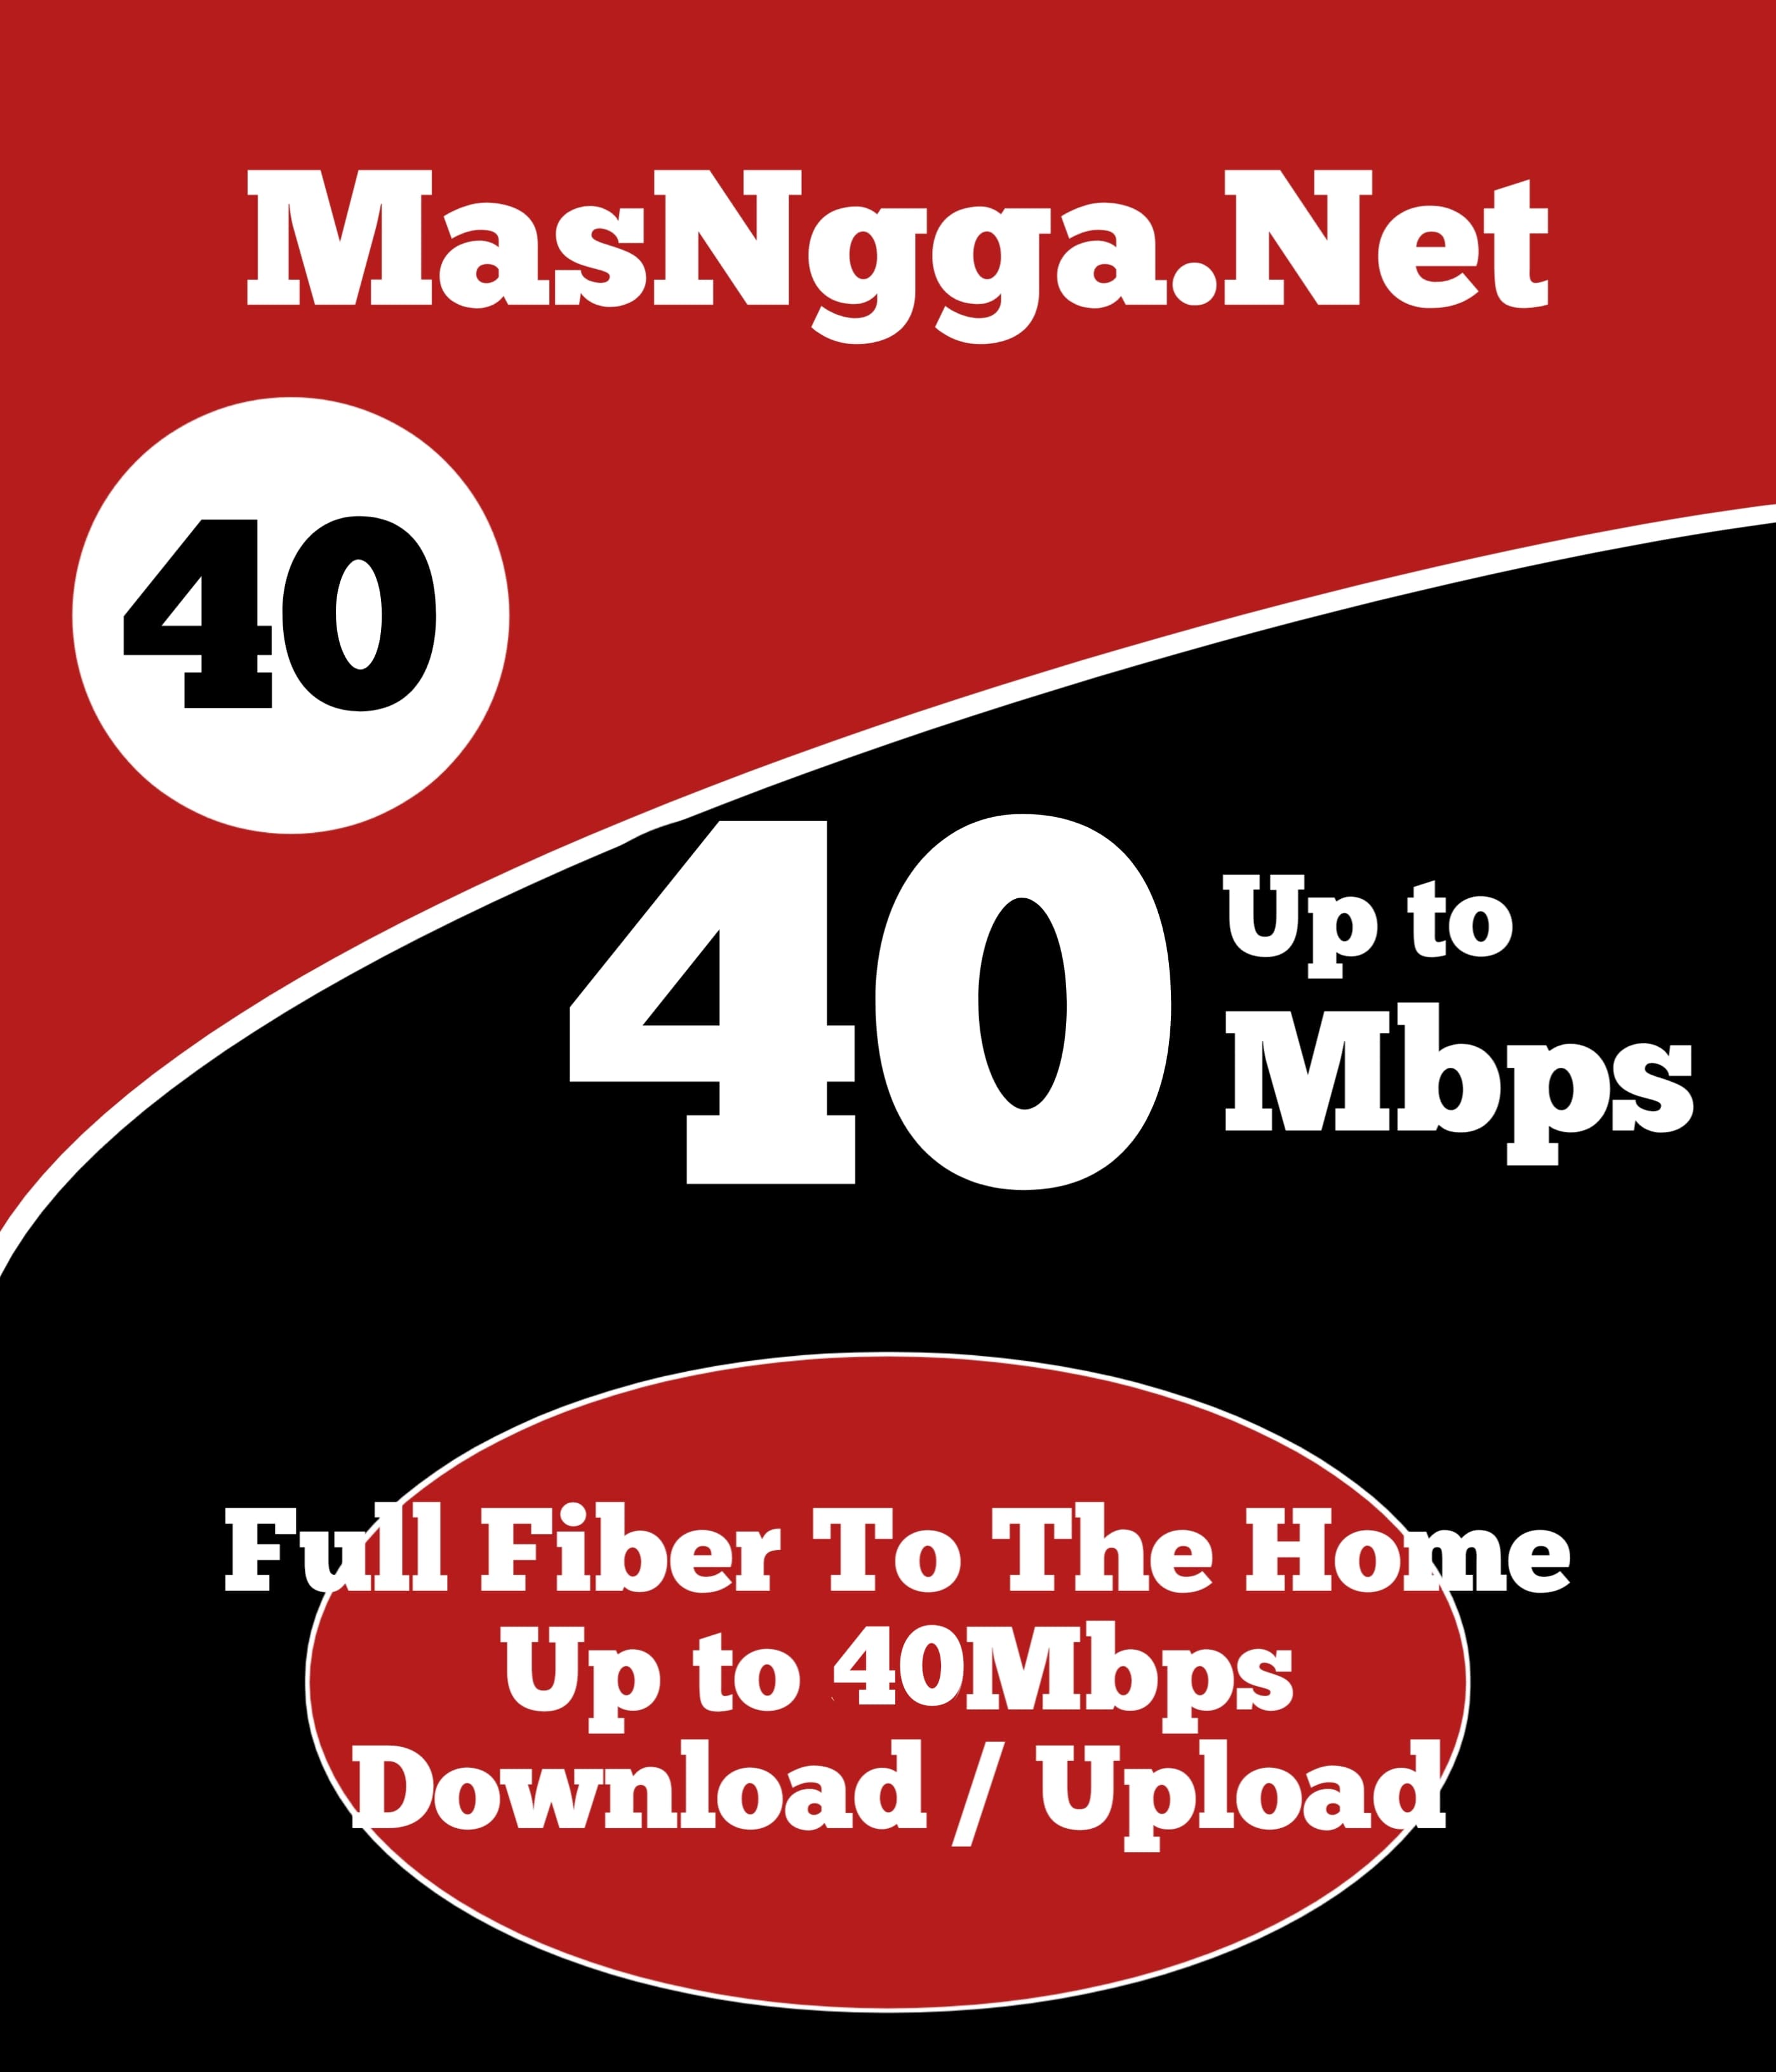 MasNgga.Net
40
40 Up to
Mbps
Full Fiber To The Home
Up to 40Mbps
Download / Upload